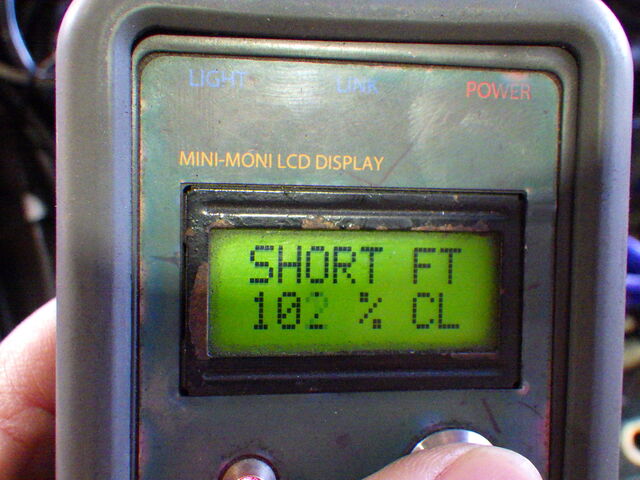 LIGHT LINK POWER
MINI-MONI LCD DISPLAY
SHORT FT
102 % CL